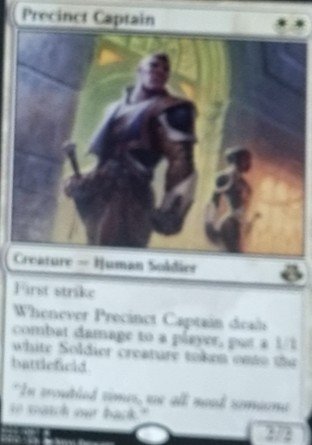 Precinct Captain
Creature — Human Soldier
First strike
Whenever Precinct Captain deals
combat damage to a player, put a 1/1
white Soldier creature token onto the
battlefield.
"In troubled times, we all need someone
to watch our back."
2/2